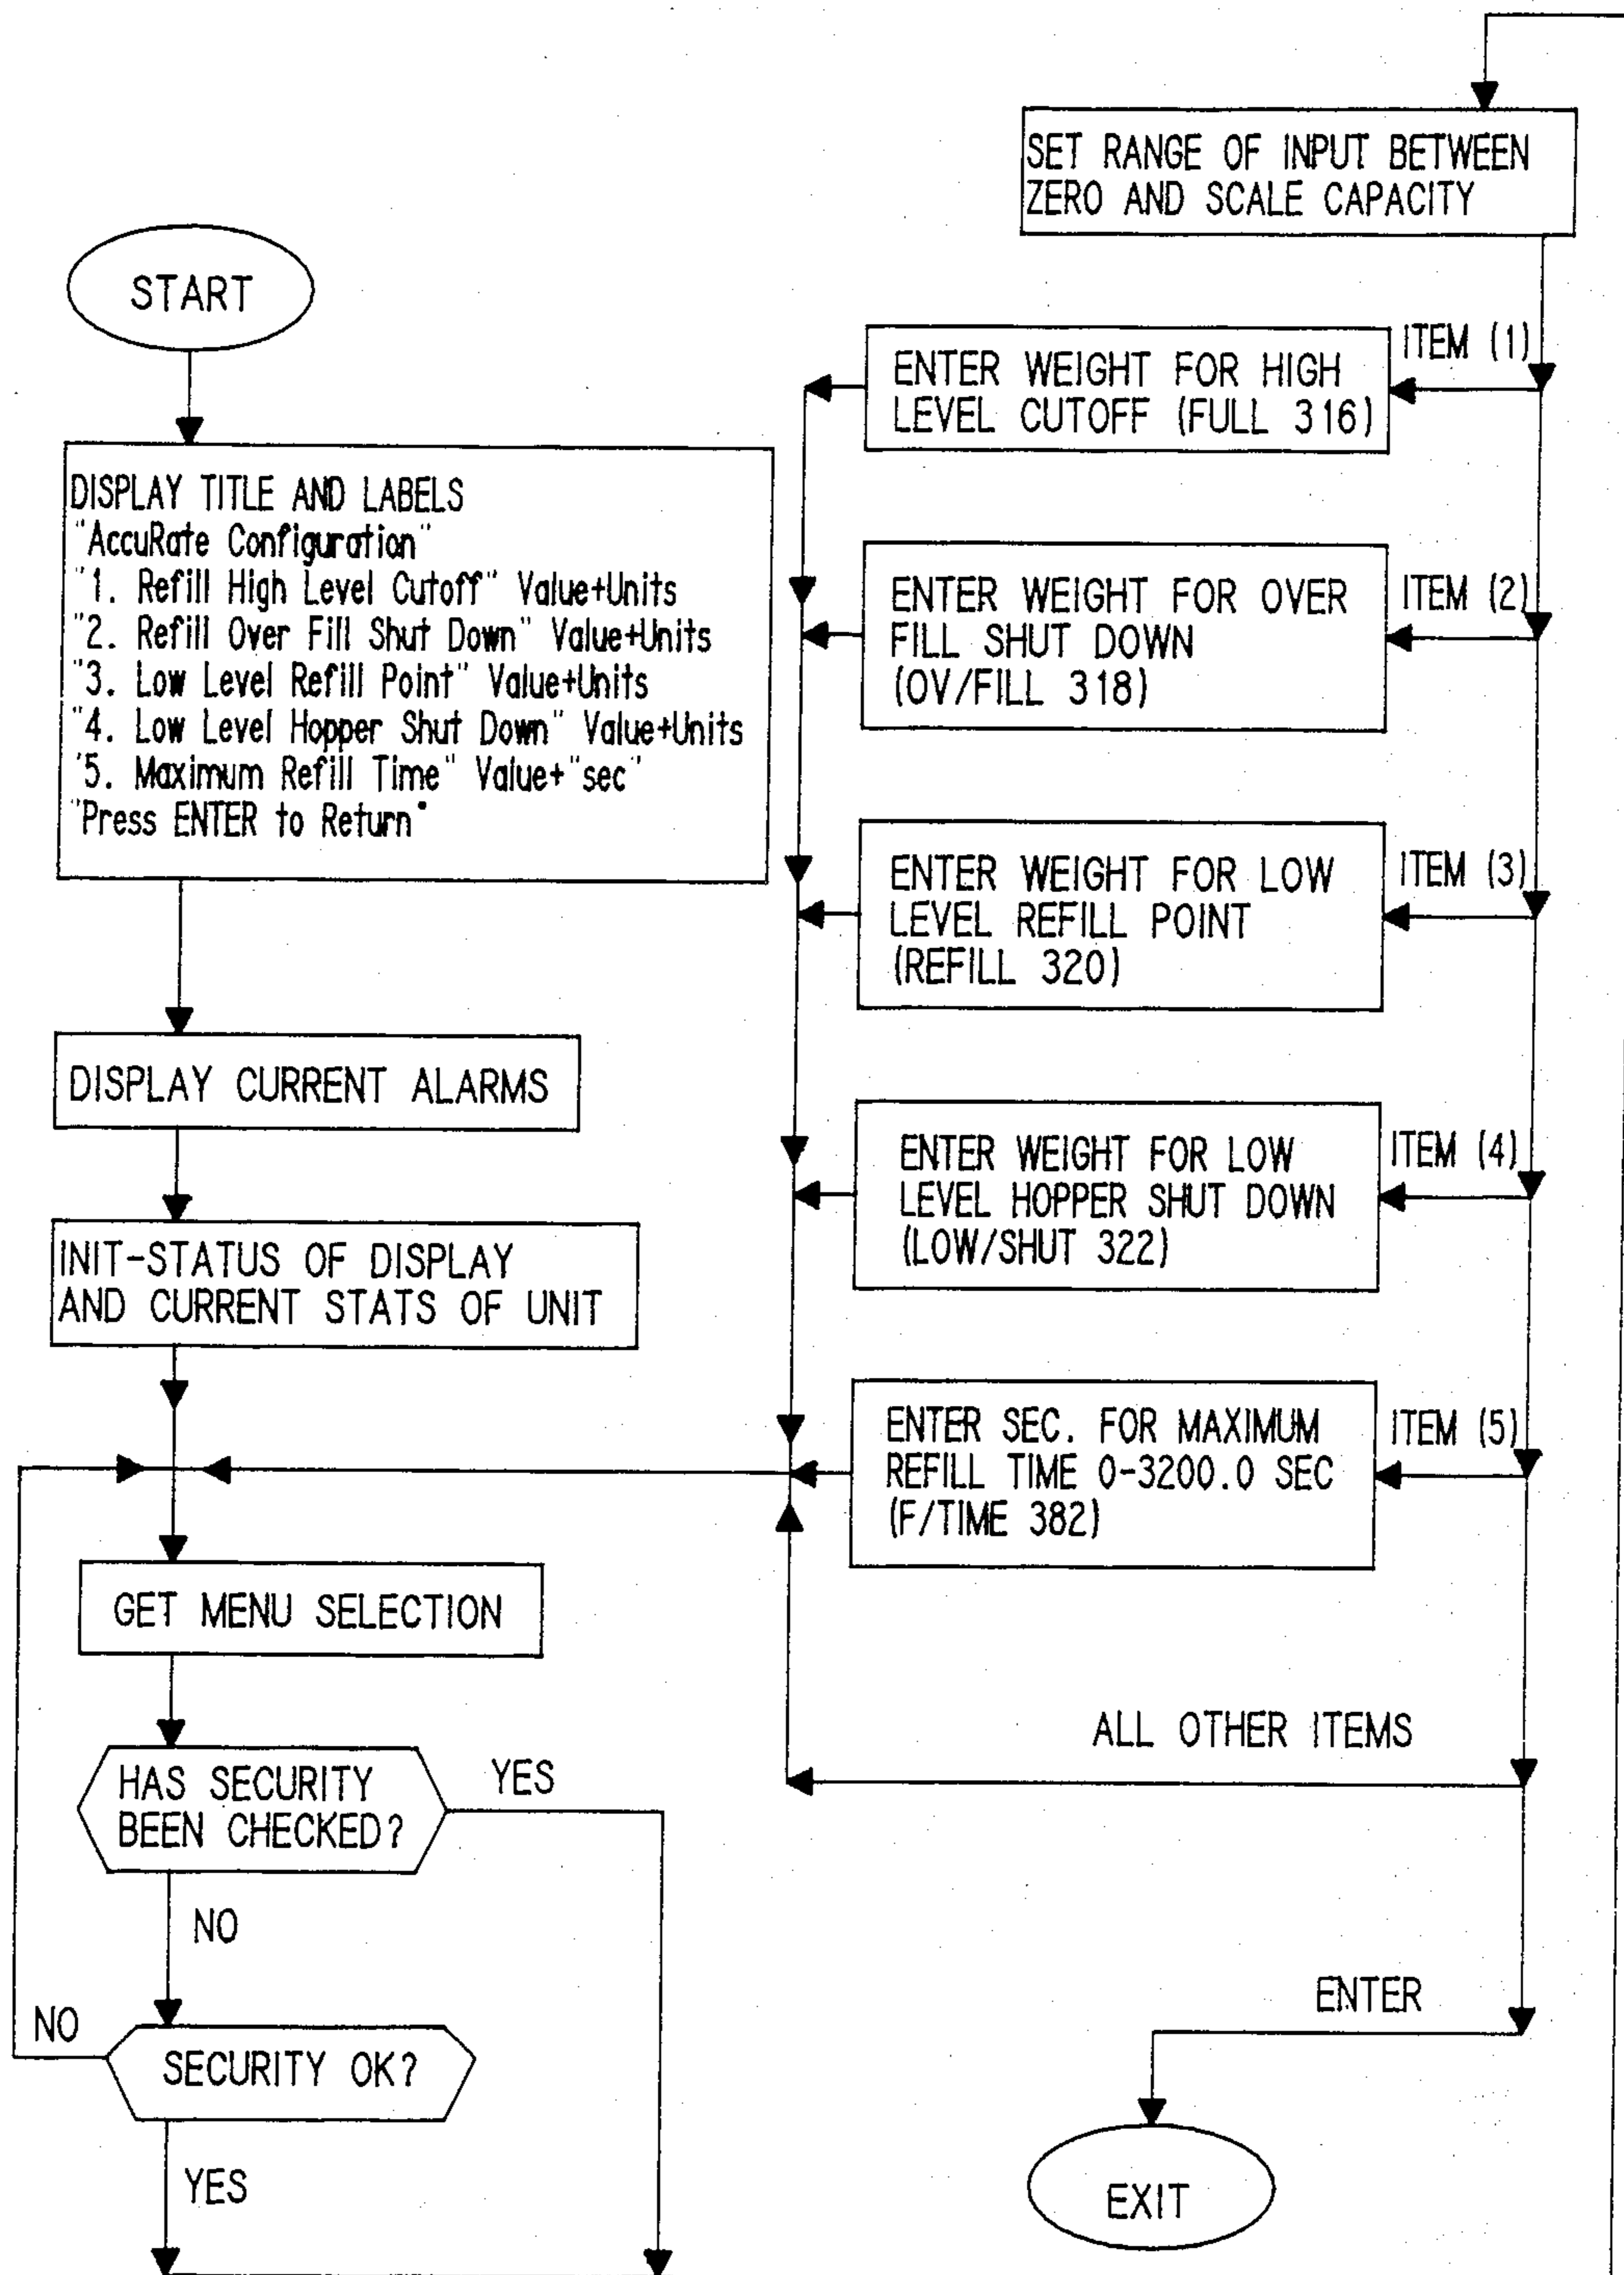 START
DISPLAY TITLE AND LABELS
"AccuRate Configuration"
"1. Refill High Level Cutoff" Value+Units
"2. Refill Over Fill Shut Down" Value+Units
"3. Low Level Refill Point" Value+Units
"4. Low Level Hopper Shut Down" Value+Units
"5. Maximum Refill Time" Value+"sec"
"Press ENTER to Return"
DISPLAY CURRENT ALARMS
INIT-STATUS OF DISPLAY
AND CURRENT STATS OF UNIT
GET MENU SELECTION
HAS SECURITY
BEEN CHECKED?
YES
NO
SECURITY OK?
NO
YES
SET RANGE OF INPUT BETWEEN
ZERO AND SCALE CAPACITY
ITEM (1)
ENTER WEIGHT FOR HIGH
LEVEL CUTOFF (FULL 316)
ITEM (2)
ENTER WEIGHT FOR OVER
FILL SHUT DOWN
(OV/FILL 318)
ITEM (3)
ENTER WEIGHT FOR LOW
LEVEL REFILL POINT
(REFILL 320)
ITEM (4)
ENTER WEIGHT FOR LOW
LEVEL HOPPER SHUT DOWN
(LOW/SHUT 322)
ITEM (5)
ENTER SEC. FOR MAXIMUM
REFILL TIME 0-3200.0 SEC
(F/TIME 382)
ALL OTHER ITEMS
ENTER
EXIT